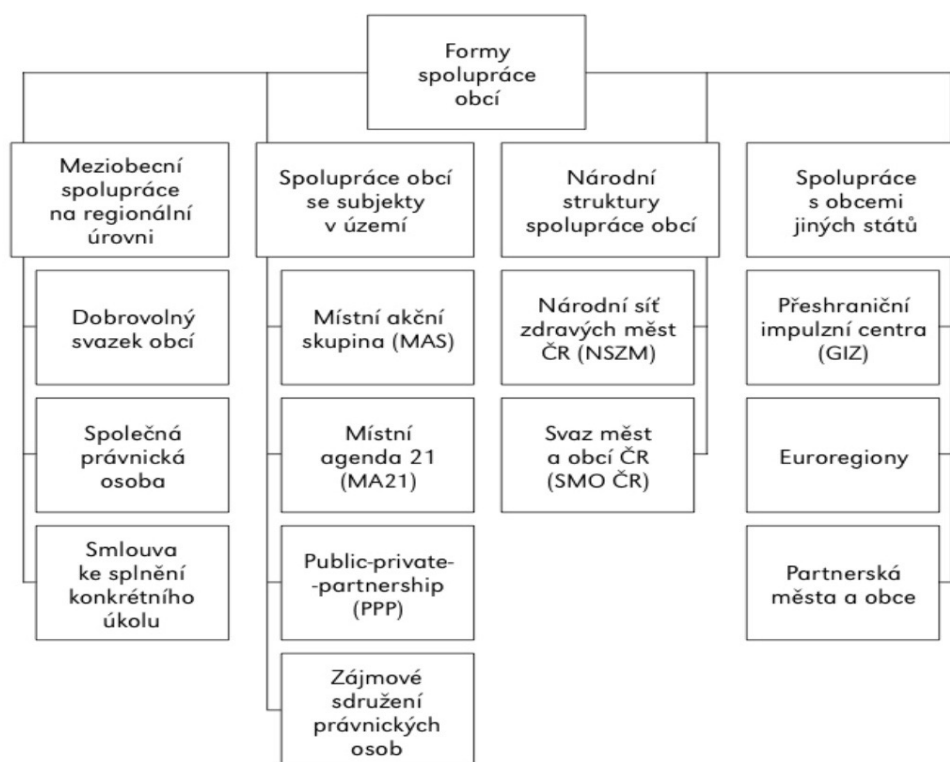 Formy
spolupráce
obcí
Meziobecní
spolupráce
na regionální
úrovni
Dobrovolný
svazek obcí
Společná
právnická
osoba
Smlouva
ke splnění
konkrétního
úkolu
Spolupráce obcí
se subjekty
v území
Místní akční
skupina (MAS)
Místní
agenda 21
(MA21)
Public-private-
-partnership
(PPP)
Zájmové
sdružení
právnických
osob
Národní
struktury
spolupráce obcí
Národní síť
zdravých měst
ČR (NSZM)
Svaz měst
a obcí ČR
(SMO ČR)
Spolupráce
s obcemi
jiných států
Přeshraniční
impulzní centra
(GIZ)
Euroregiony
Partnerská
města a obce